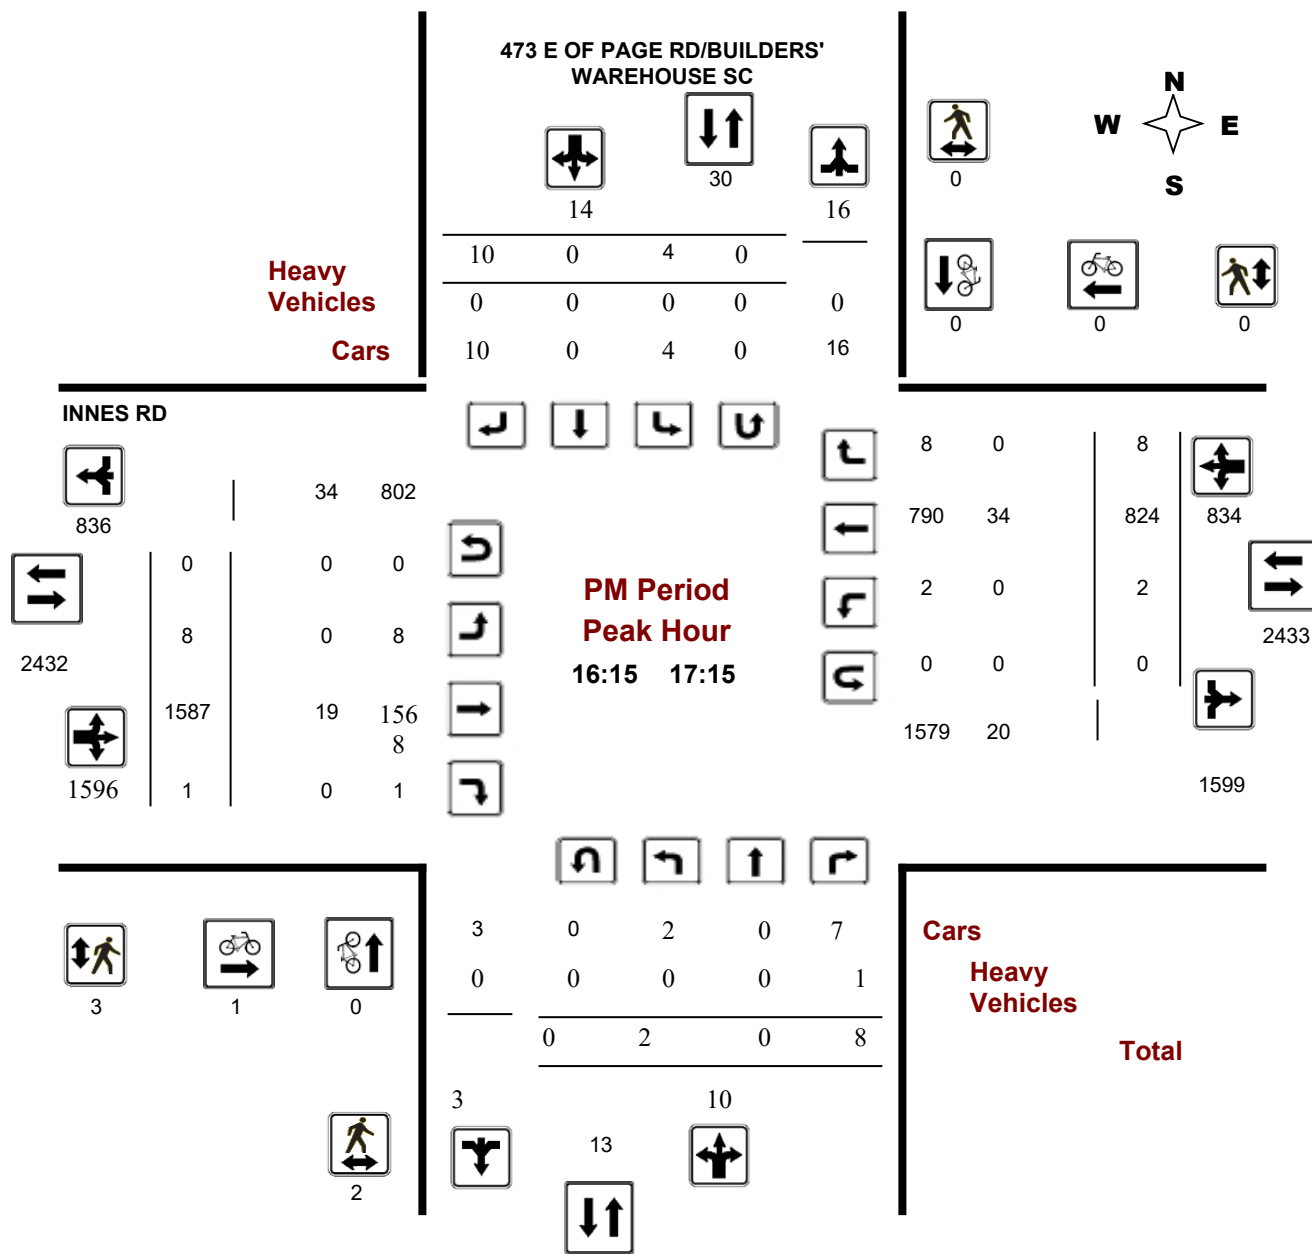 473 E OF PAGE RD/BUILDERS'
WAREHOUSE SC
N
W E
S
30
0
14 16
10 0 4 0
Heavy
Vehicles
0 0 0 0 0
Cars
10 0 4 0 16
0 0 0
INNES RD
8 0 8
34 802
836
790 34 824 834
0 0 0
PM Period
Peak Hour
16:15 17:15
2 0 2
8 0 8
2432
2433
0 0 0
1587 19 156
8
1579 20
1596 1 0 1
1599
3 0 2 0 7
Cars
0 0 0 0 1
Heavy
Vehicles
3 1 0
0 2 0 8
Total
3 10
13
2